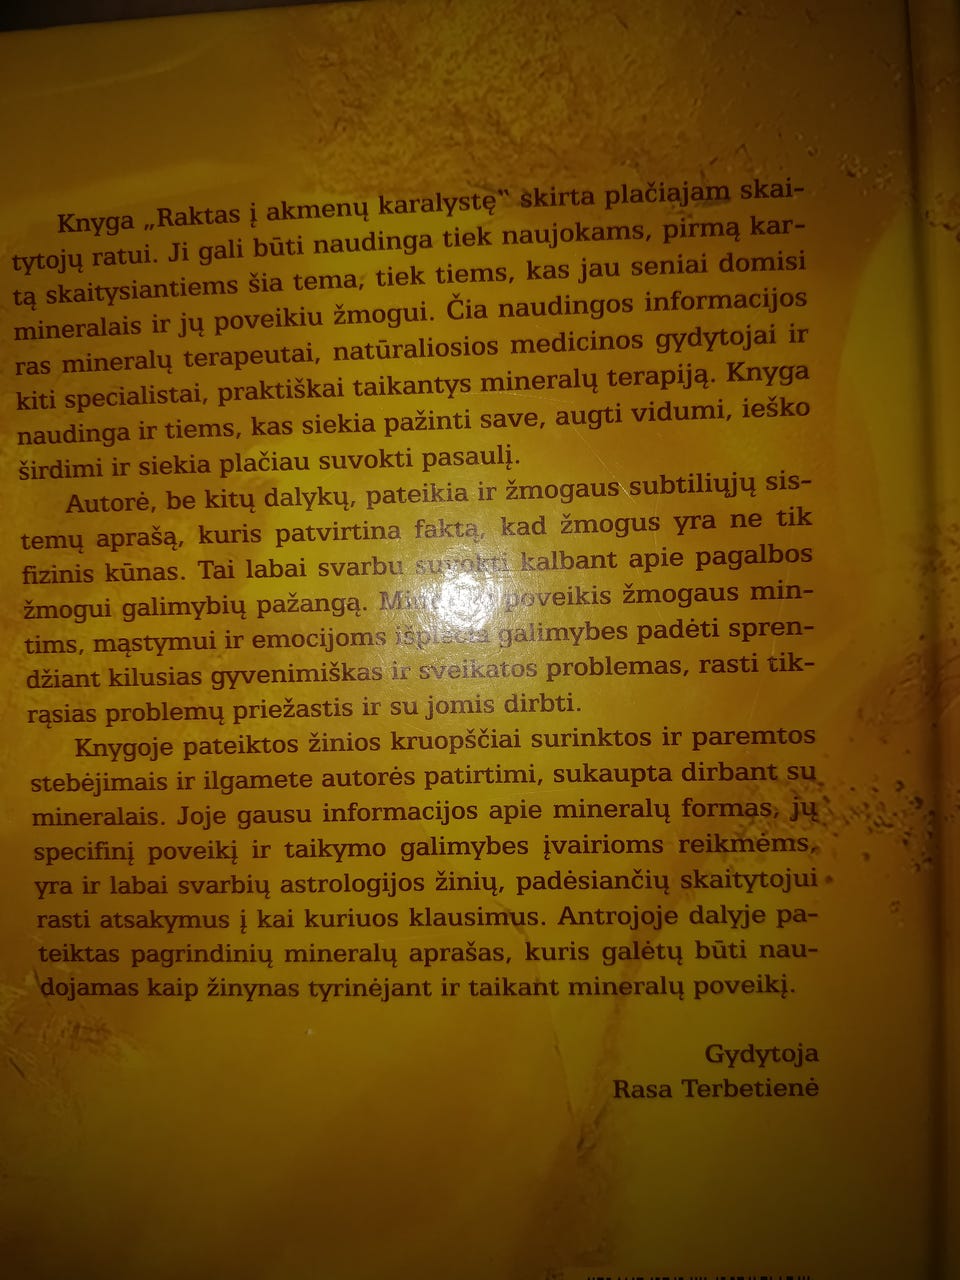 Knyga „Raktas į akmenų karalystę“ skirta plačiajam skai-
tytojų ratui. Ji gali būti naudinga tiek naujokams, pirmą kar-
tą skaitysiantiems šia tema, tiek tiems, kas jau seniai domisi
mineralais ir jų poveikiu žmogui. Čia naudingos informacijos
ras mineralų terapeutai, natūraliosios medicinos gydytojai ir
kiti specialistai, praktiškai taikantys mineralų terapiją. Knyga
naudinga ir tiems, kas siekia pažinti save, augti vidumi, ieško
širdimi ir siekia plačiau suvokti pasaulį.
Autorė, be kitų dalykų, pateikia ir žmogaus subtiliųjų sis-
temų aprašą, kuris patvirtina faktą, kad žmogus yra ne tik
fizinis kūnas. Tai labai svarbu suvokti kalbant apie pagalbos
žmogui galimybių pažangą. poveikis žmogaus min-
tims, mąstymui ir emocijoms išplečia galimybes padėti spren-
džiant kilusias gyvenimiškas ir sveikatos problemas, rasti tik-
rąsias problemų priežastis ir su jomis dirbti.
Knygoje pateiktos žinios kruopščiai surinktos ir paremtos
stebėjimais ir ilgamete autorės patirtimi, sukaupta dirbant su
mineralais. Joje gausu informacijos apie mineralų formas, jų
specifinį poveikį ir taikymo galimybes įvairioms reikmėms,
yra ir labai svarbių astrologijos žinių, padėsiančių skaitytojui
rasti atsakymus į kai kuriuos klausimus. Antrojoje dalyje pa-
teiktas pagrindinių mineralų aprašas, kuris galėtų būti nau-
dojamas kaip žinynas tyrinėjant ir taikant mineralų poveikį.
Gydytoja
Rasa Terbetienė